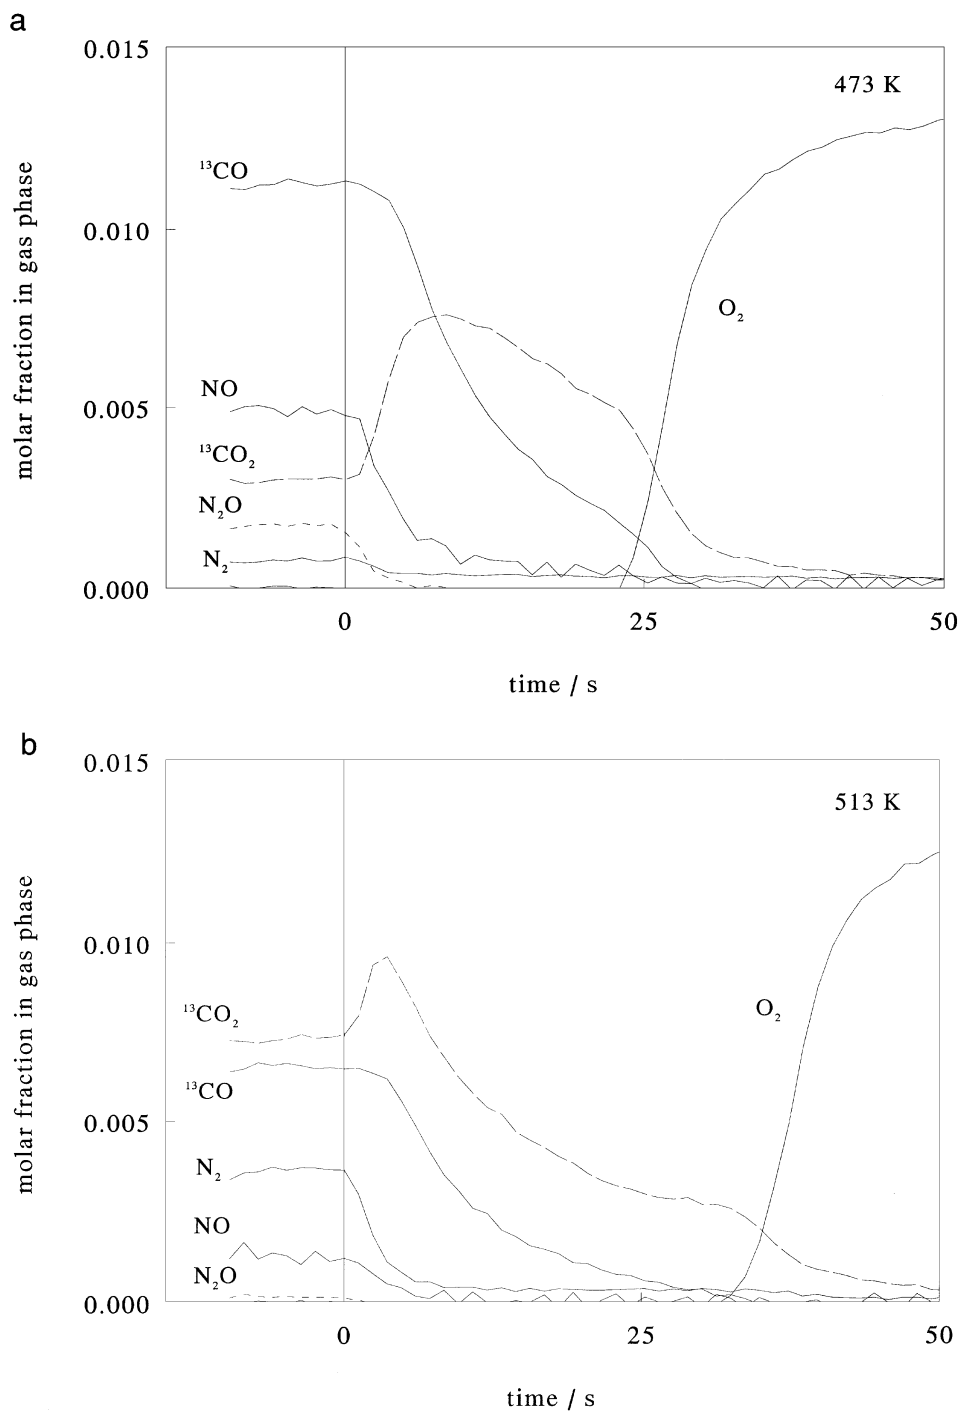 a
0.015
473 K
¹³CO
0.010
O₂
NO
0.005
¹³CO₂
N₂O
N₂
0.000
0 25 50
time / s
molar fraction in gas phase
b
0.015
513 K
0.010
¹³CO₂
O₂
¹³CO
0.005
N₂
NO
N₂O
0.000
0 25 50
time / s
molar fraction in gas phase